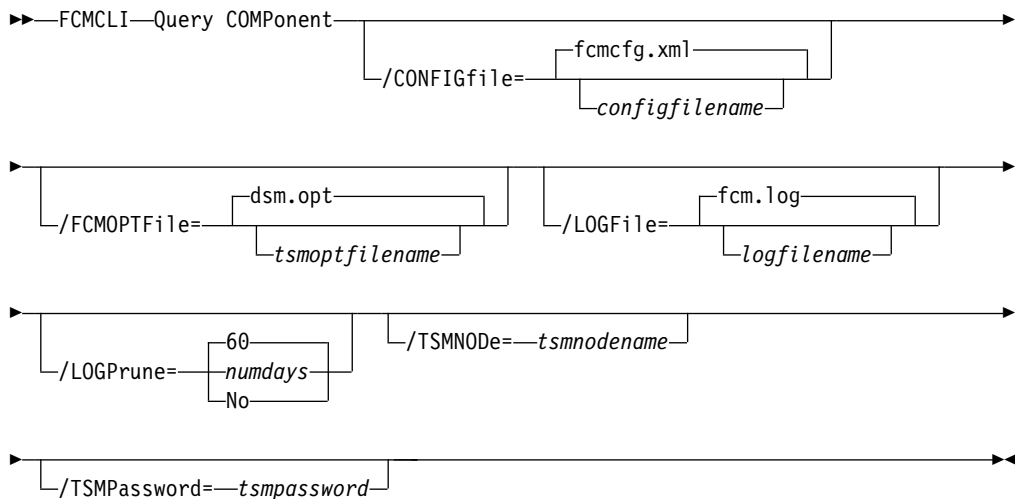 FCMCLI Query COMPonent
fcmcfg.xml
/CONFIGfile=
configfilename
dsm.opt
/FCMOPTFile=
tsmoptfilename
fcm.log
/LOGFile=
logfilename
60
/LOGPrune=
numdays
No
/TSMNODe= tsmnodename
/TSMPassword= tsmpassword